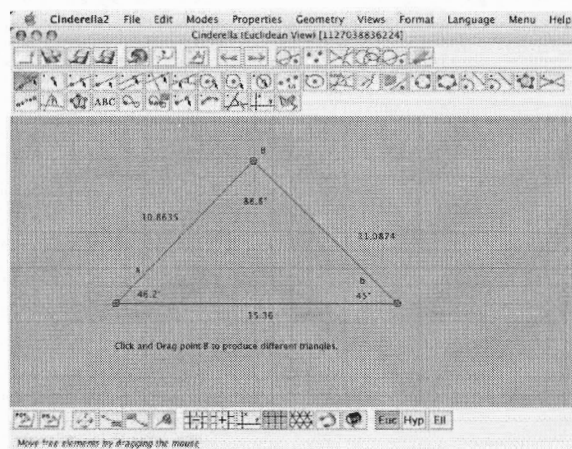 Cinderella2 File Edit Modes Properties Geometry Views Format Language Menu Help
Cinderella (Euclidean View) [1127038836224]
ABC
B
88.8°
10.8635
11.0874
a
b
46.2°
45°
15.36
Click and Drag point B to produce different triangles.
Euc Hyp Ell
Move free elements by dragging the mouse